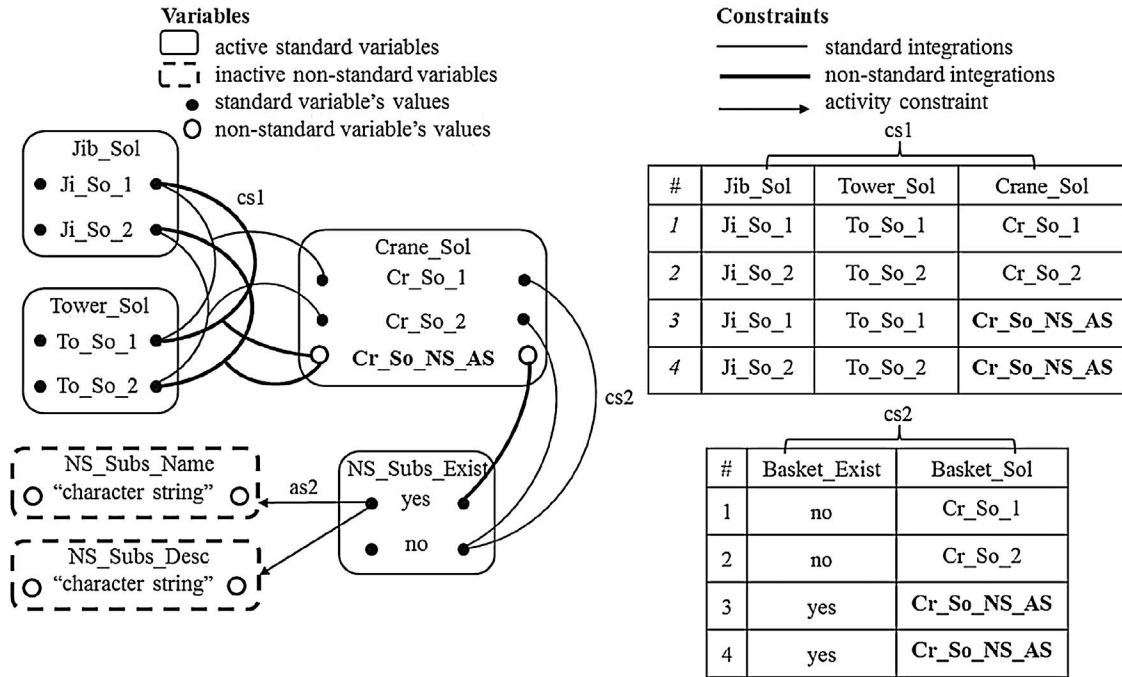 Variables
active standard variables
inactive non-standard variables
standard variable's values
non-standard variable's values
Constraints
standard integrations
non-standard integrations
activity constraint
Jib_Sol
Ji_So_1
Ji_So_2
cs1
Tower_Sol
To_So_1
To_So_2
Crane_Sol
Cr_So_1
Cr_So_2
Cr_So_NS_AS
cs2
NS_Subs_Name
"character string"
as2
NS_Subs_Exist
yes
no
NS_Subs_Desc
"character string"
cs1
# Jib_Sol Tower_Sol Crane_Sol
1 Ji_So_1 To_So_1 Cr_So_1
2 Ji_So_2 To_So_2 Cr_So_2
3 Ji_So_1 To_So_1 Cr_So_NS_AS
4 Ji_So_2 To_So_2 Cr_So_NS_AS
cs2
# Basket_Exist Basket_Sol
1 no Cr_So_1
2 no Cr_So_2
3 yes Cr_So_NS_AS
4 yes Cr_So_NS_AS